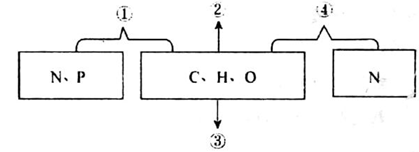 ① ② ④
N、P C、H、O N
③